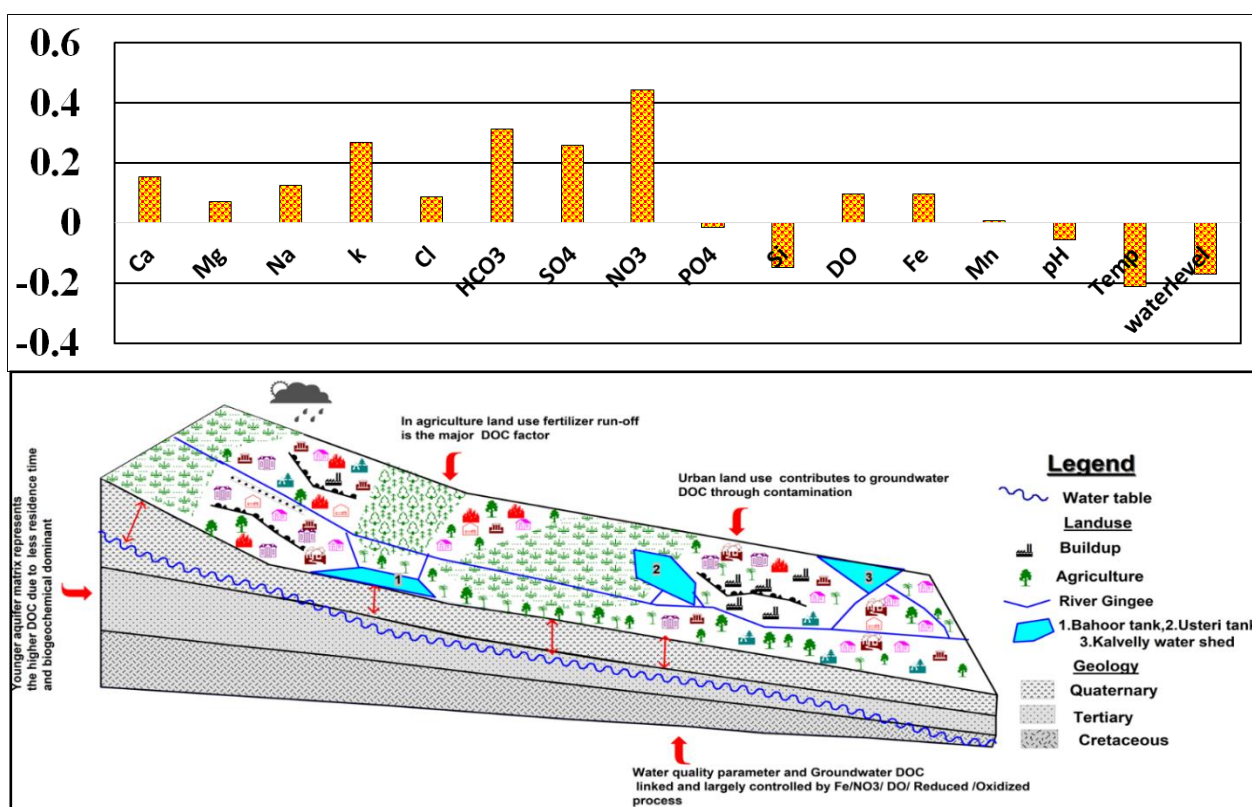 0.6
0.4
0.2
0
-0.2
-0.4
Ca
Mg
Na
k
Cl
HCO3
SO4
NO3
PO4
Si
DO
Fe
Mn
pH
Temp
waterlevel
In agriculture land use fertilizer run-off
is the major DOC factor
Urban land use contributes to groundwater
DOC through contamination
Younger aquifer matrix represents
the higher DOC due to less residence time
and biogeochemical dominant
1
2
3
Water quality parameter and Groundwater DOC
linked and largely controlled by Fe/NO3/ DO/ Reduced /Oxidized
process
Legend
Water table
Landuse
Buildup
Agriculture
River Gingee
1.Bahoor tank,2.Usteri tank
3.Kalvelly water shed
Geology
Quaternary
Tertiary
Cretaceous